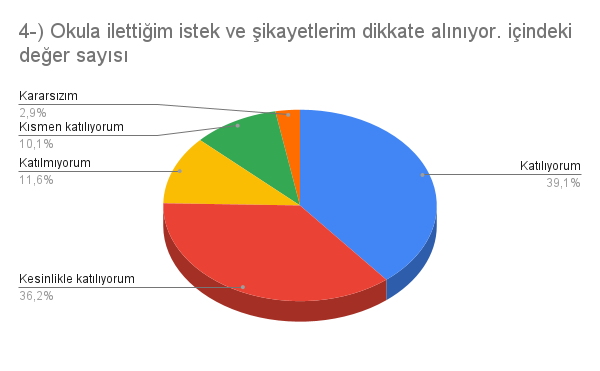 4-) Okula ilettiğim istek ve şikayetlerim dikkate alınıyor. içindeki
değer sayısı
Kararsızım
2,9%
Kısmen katılıyorum
10,1%
Katılmıyorum
11,6%
Katılıyorum
39,1%
Kesinlikle katılıyorum
36,2%